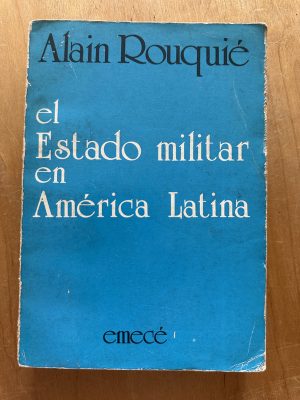 Alain Rouquié
el
Estado militar
en
América Latina
emecé